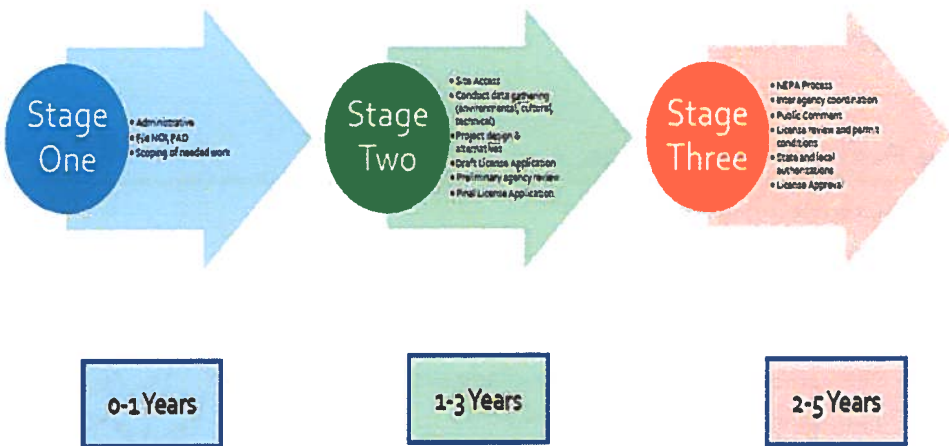 Stage
One
• Administrative
• File NOI, PAD
• Scoping of needed work
Stage
Two
• Site Access
• Conduct data gathering
(environmental, cultural,
technical)
• Project design &
alternatives
• Draft License Application
• Preliminary agency review
• Final License Application
Stage
Three
• NEPA Process
• Interagency coordination
• Public Comment
• License review and permit
conditions
• State and local
authorizations
• License Approval
0-1 Years
1-3 Years
2-5 Years